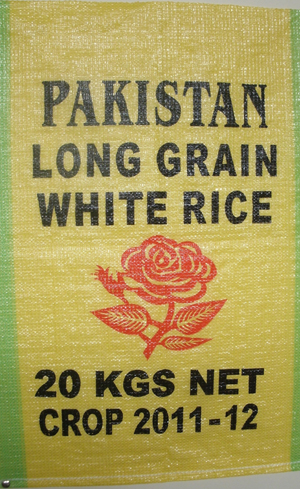 PAKISTAN
LONG GRAIN
WHITE RICE
20 KGS NET
CROP 2011-12